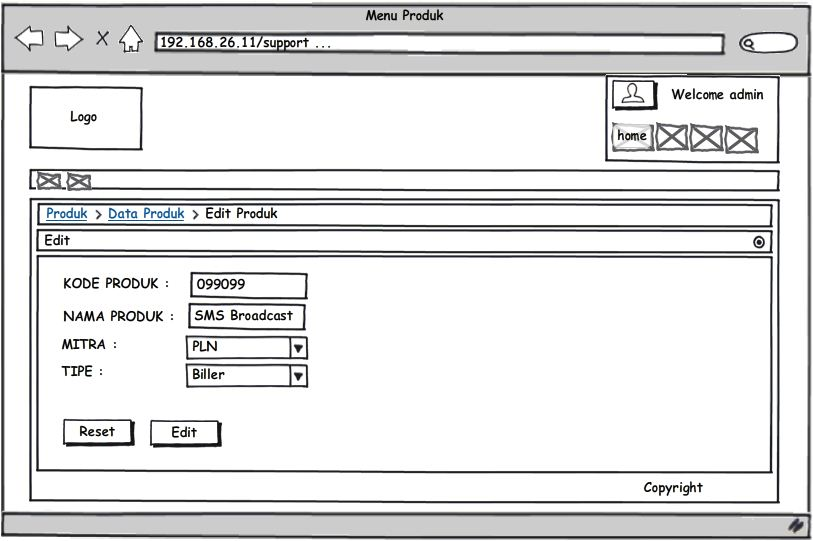 Menu Produk
192.168.26.11/support ...
Logo
Welcome admin
home
Produk > Data Produk > Edit Produk
Edit
KODE PRODUK : 099099
NAMA PRODUK : SMS Broadcast
MITRA : PLN
TIPE : Biller
Reset Edit
Copyright